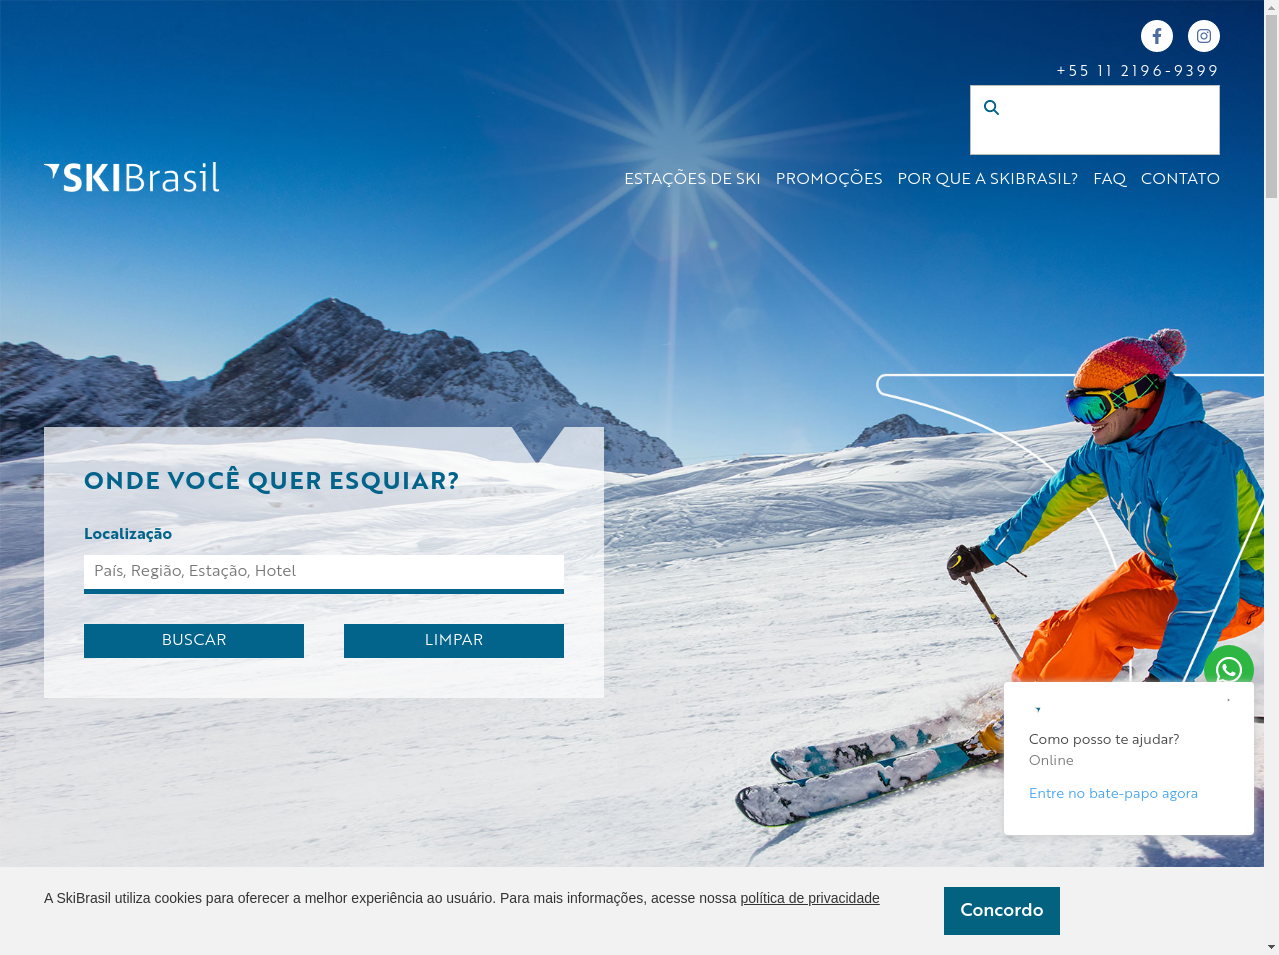 +55 11 2196-9399
SKIBrasil
ESTAÇÕES DE SKI PROMOÇÕES POR QUE A SKIBRASIL? FAQ CONTATO
ONDE VOCÊ QUER ESQUIAR?
Localização
País, Região, Estação, Hotel
BUSCAR LIMPAR
Como posso te ajudar?
Online
Entre no bate-papo agora
A SkiBrasil utiliza cookies para oferecer a melhor experiência ao usuário. Para mais informações, acesse nossa política de privacidade
Concordo